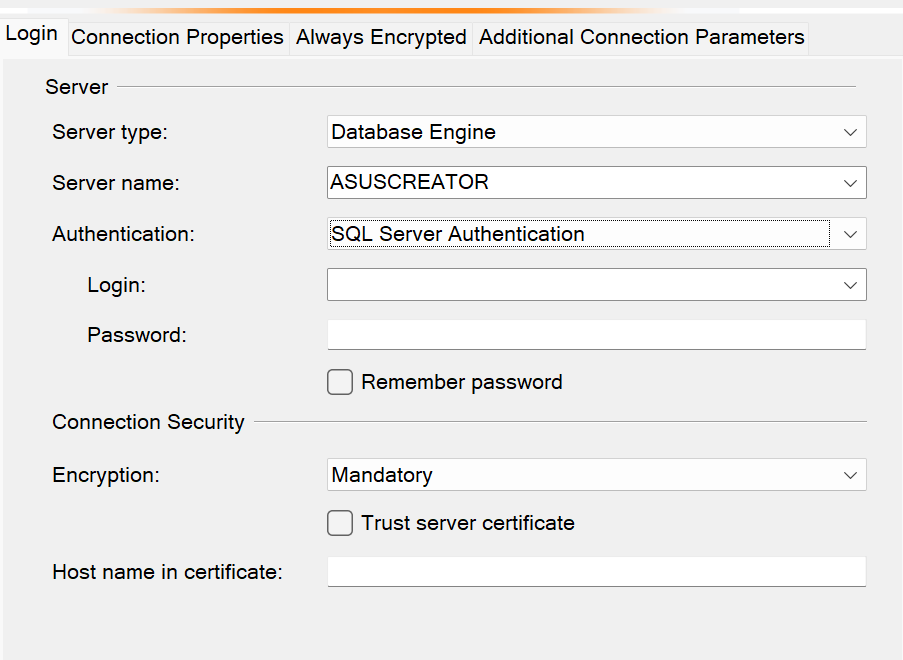 Login Connection Properties Always Encrypted Additional Connection Parameters
Server
Server type: Database Engine
Server name: ASUSCREATOR
Authentication: SQL Server Authentication
Login:
Password:
Remember password
Connection Security
Encryption: Mandatory
Trust server certificate
Host name in certificate: